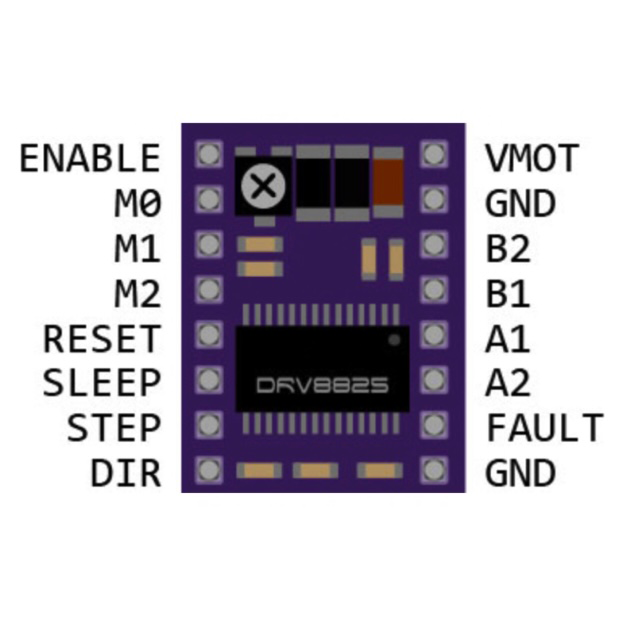 ENABLE VMOT
M0 GND
M1 B2
M2 B1
RESET A1
SLEEP A2
DRV8825
STEP FAULT
DIR GND